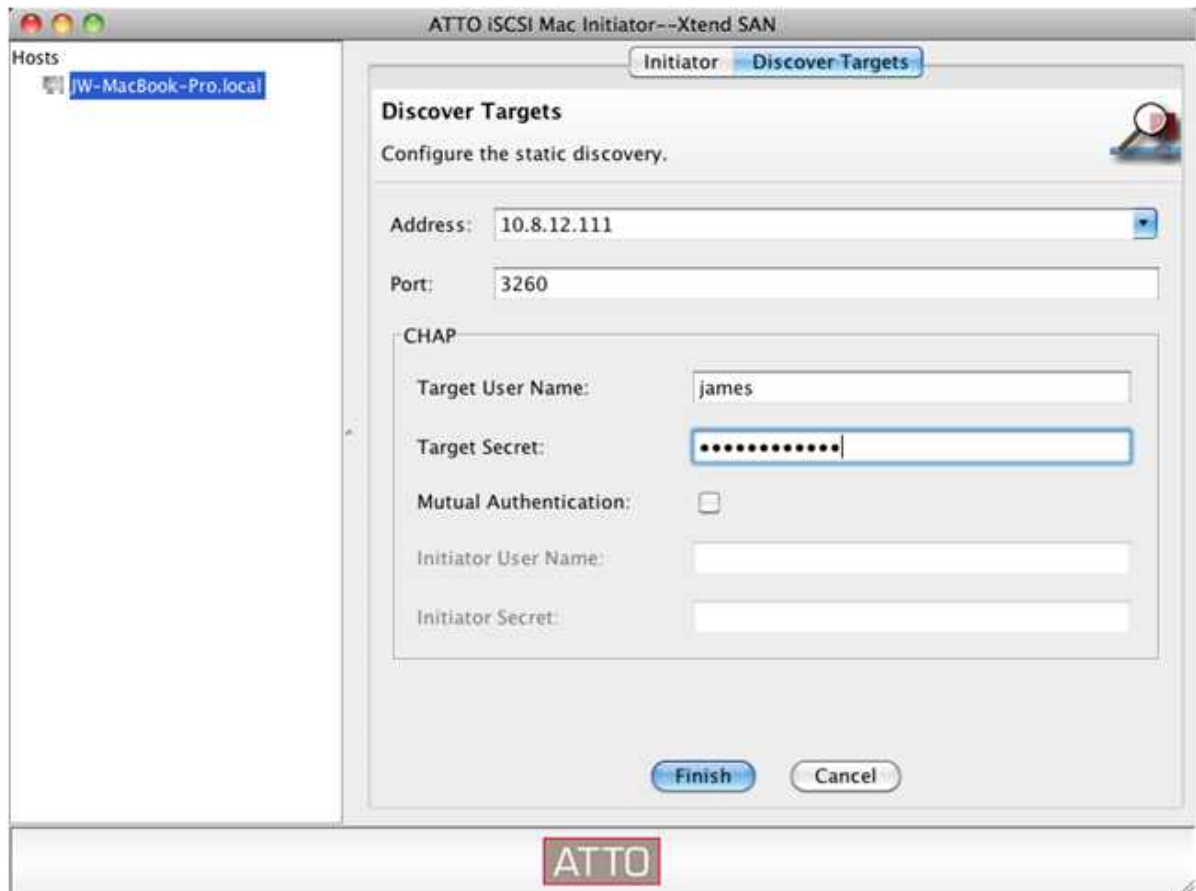 ATTO iSCSI Mac Initiator--Xtend SAN
Hosts
JW-MacBook-Pro.local
Initiator Discover Targets
Discover Targets
Configure the static discovery.
Address: 10.8.12.111
Port: 3260
CHAP
Target User Name: james
Target Secret: ••••••••••••
Mutual Authentication:
Initiator User Name:
Initiator Secret:
Finish Cancel
ATTO